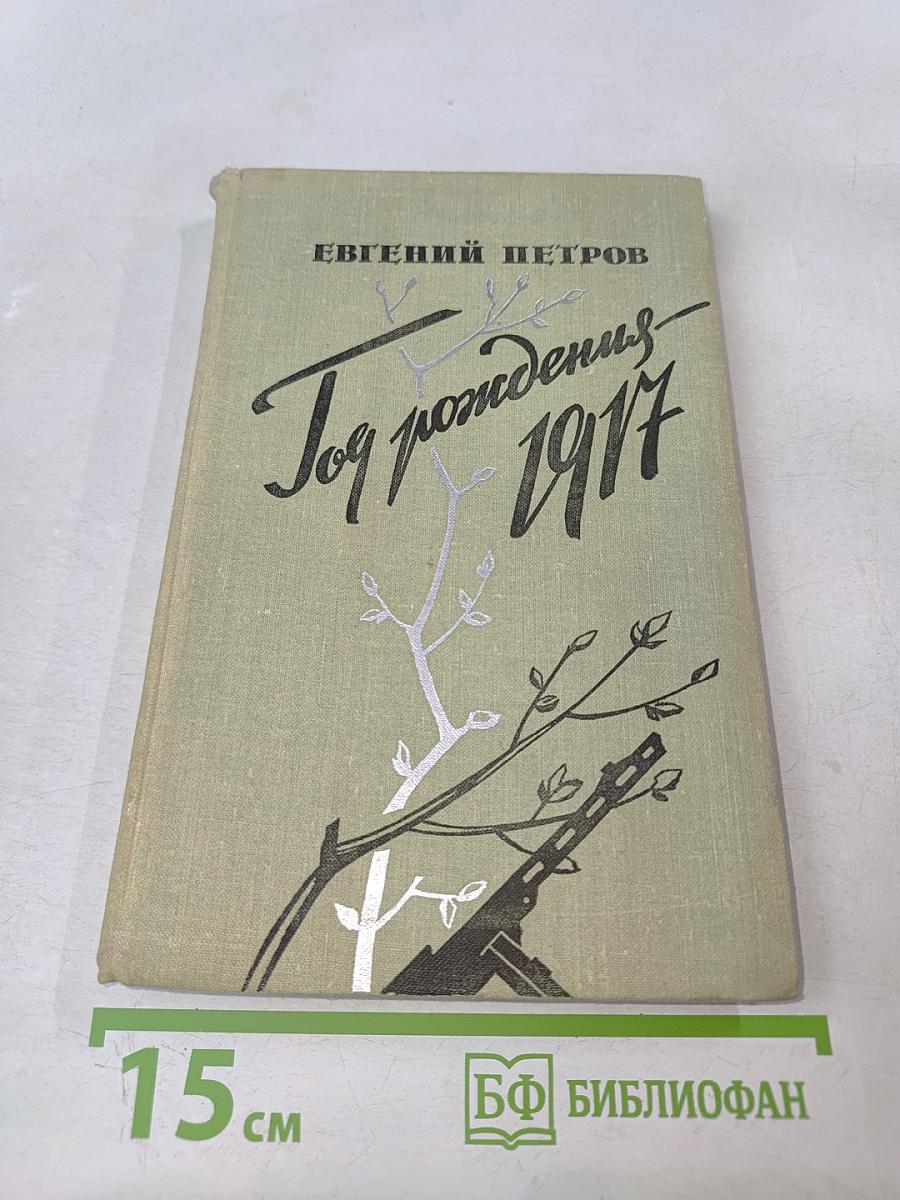 ЕВГЕНИЙ ПЕТРОВ
Год рождения-
1917
15 см
БФ БИБЛИОФАН